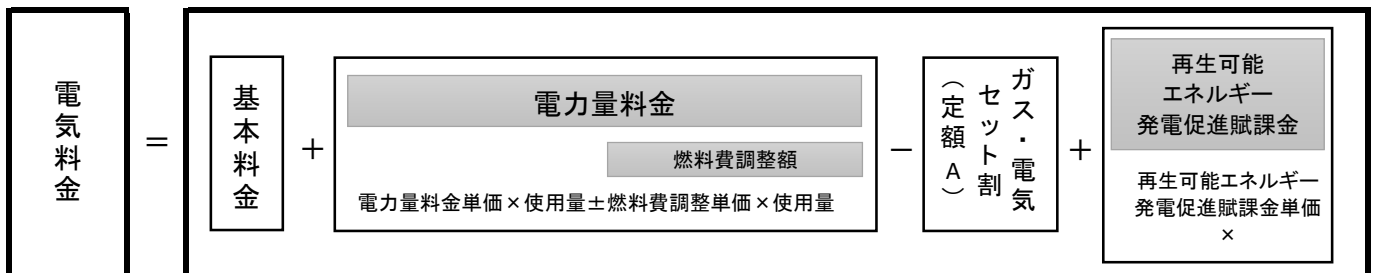 電気料金
＝
基本料金
＋
電力量料金
燃料費調整額
電力量料金単価×使用量±燃料費調整単価×使用量
－
ガス・電気
セット割
（定額A）
＋
再生可能
エネルギー
発電促進賦課金
再生可能エネルギー
発電促進賦課金単価
×